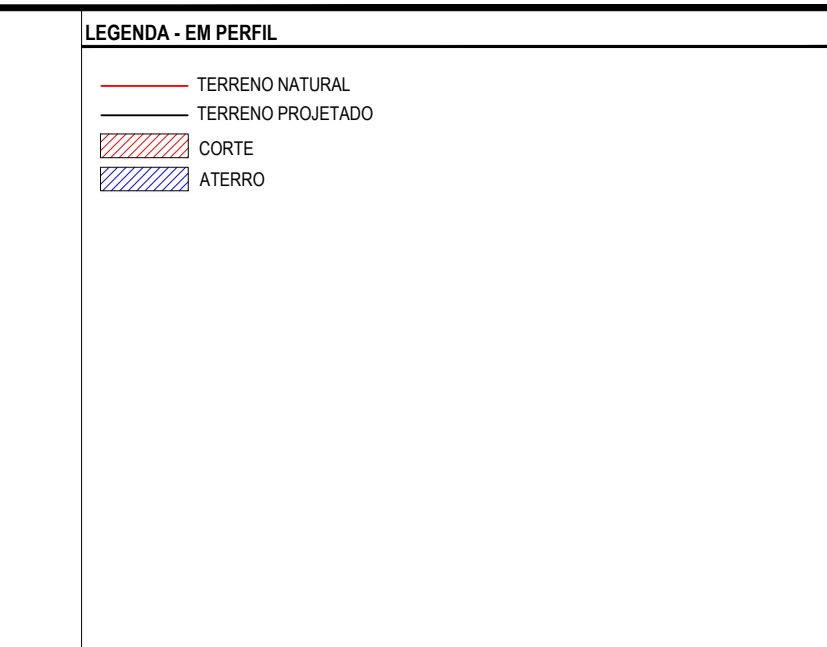 LEGENDA - EM PERFIL
TERRENO NATURAL
TERRENO PROJETADO
CORTE
ATERRO